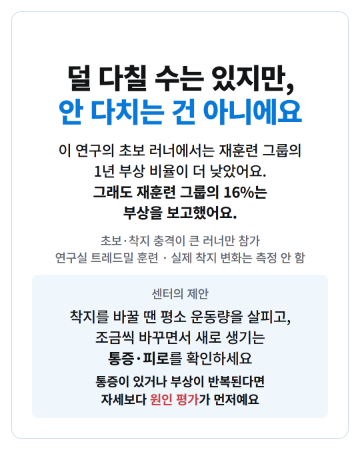 덜 다칠 수는 있지만,
안 다치는 건 아니에요
이 연구의 초보 러너에서는 재훈련 그룹의
1년 부상 비율이 더 낮았어요.
그래도 재훈련 그룹의 16%는
부상을 보고했어요.
초보·착지 충격이 큰 러너만 참가
연구실 트레드밀 훈련 · 실제 착지 변화는 측정 안 함
센터의 제안
착지를 바꿀 땐 평소 운동량을 살피고,
조금씩 바꾸면서 새로 생기는
통증·피로를 확인하세요
통증이 있거나 부상이 반복된다면
자세보다 원인 평가가 먼저예요